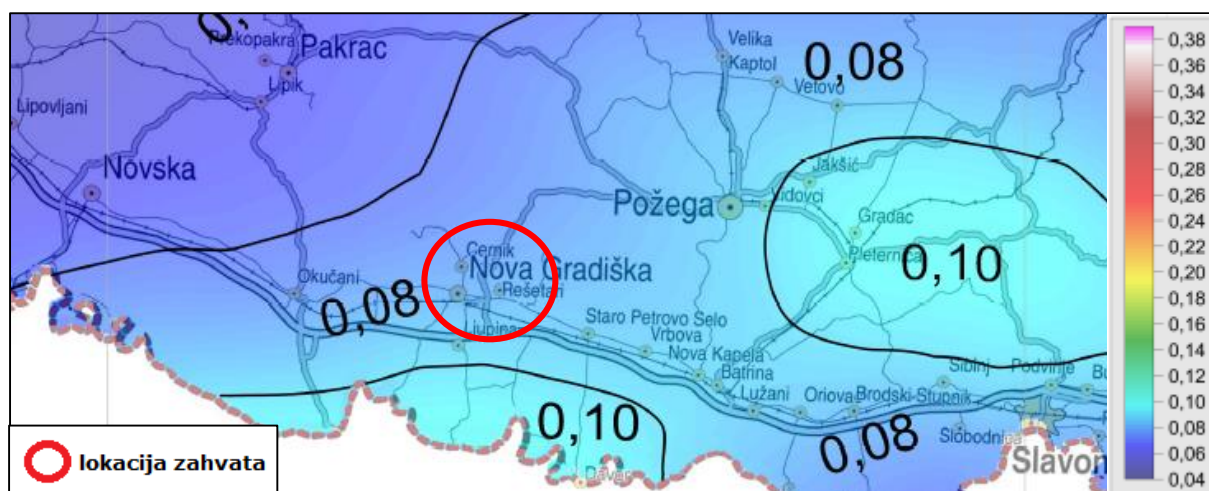 Prekopakra
Pakrac
Lipik
Lipovljani
Novska
Velika
Kaptol
0,08
Vetovo
Jakšić
Požega
Vidovci
Gradac
Pleternica
0,10
Cernik
Nova Gradiška
Rešetari
Okučani
0,08
Ljupina
Staro Petrovo Selo
Vrbova
Nova Kapela
Batrina
Lužani
Oriovac
Brodski Stupnik
Sibinj
Podvinje
0,08
Slobodnica
Slavon
0,10
Davor
lokacija zahvata
0,38
0,36
0,34
0,32
0,30
0,28
0,26
0,24
0,22
0,20
0,18
0,16
0,14
0,12
0,10
0,08
0,06
0,04